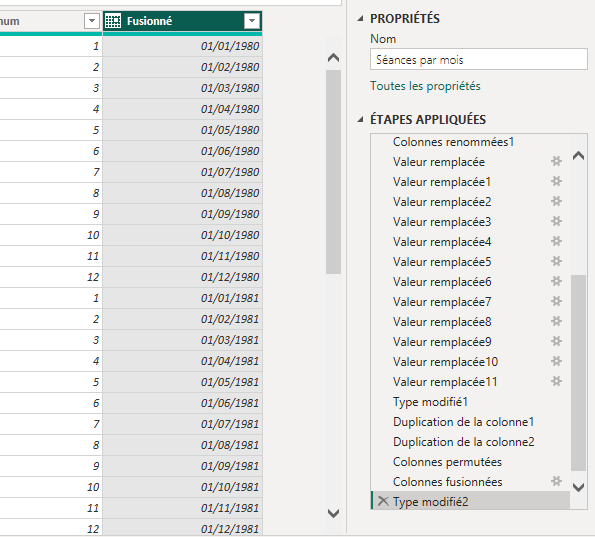 num Fusionné
1 01/01/1980
2 01/02/1980
3 01/03/1980
4 01/04/1980
5 01/05/1980
6 01/06/1980
7 01/07/1980
8 01/08/1980
9 01/09/1980
10 01/10/1980
11 01/11/1980
12 01/12/1980
1 01/01/1981
2 01/02/1981
3 01/03/1981
4 01/04/1981
5 01/05/1981
6 01/06/1981
7 01/07/1981
8 01/08/1981
9 01/09/1981
10 01/10/1981
11 01/11/1981
12 01/12/1981
PROPRIÉTÉS
Nom
Séances par mois
Toutes les propriétés
ÉTAPES APPLIQUÉES
Colonnes renommées1
Valeur remplacée
Valeur remplacée1
Valeur remplacée2
Valeur remplacée3
Valeur remplacée4
Valeur remplacée5
Valeur remplacée6
Valeur remplacée7
Valeur remplacée8
Valeur remplacée9
Valeur remplacée10
Valeur remplacée11
Type modifié1
Duplication de la colonne1
Duplication de la colonne2
Colonnes permutées
Colonnes fusionnées
Type modifié2